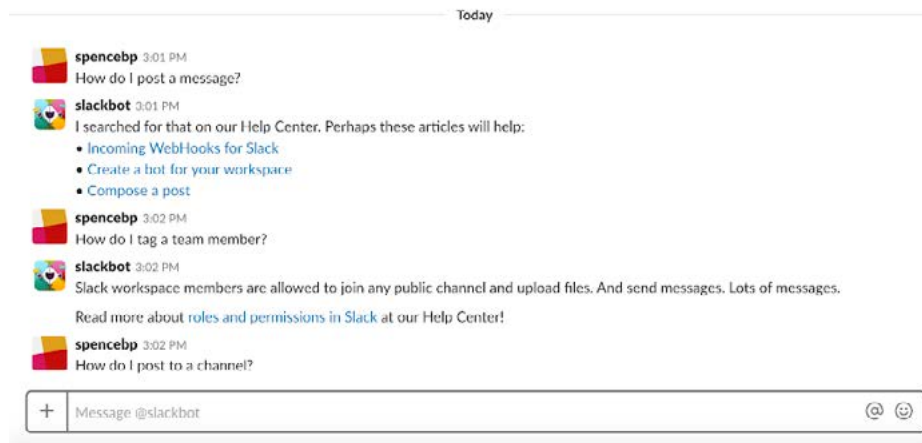 Today
spencebp 3:01 PM
How do I post a message?
slackbot 3:01 PM
I searched for that on our Help Center. Perhaps these articles will help:
• Incoming WebHooks for Slack
• Create a bot for your workspace
• Compose a post
spencebp 3:02 PM
How do I tag a team member?
slackbot 3:02 PM
Slack workspace members are allowed to join any public channel and upload files. And send messages. Lots of messages.
Read more about roles and permissions in Slack at our Help Center!
spencebp 3:02 PM
How do I post to a channel?
Message @slackbot